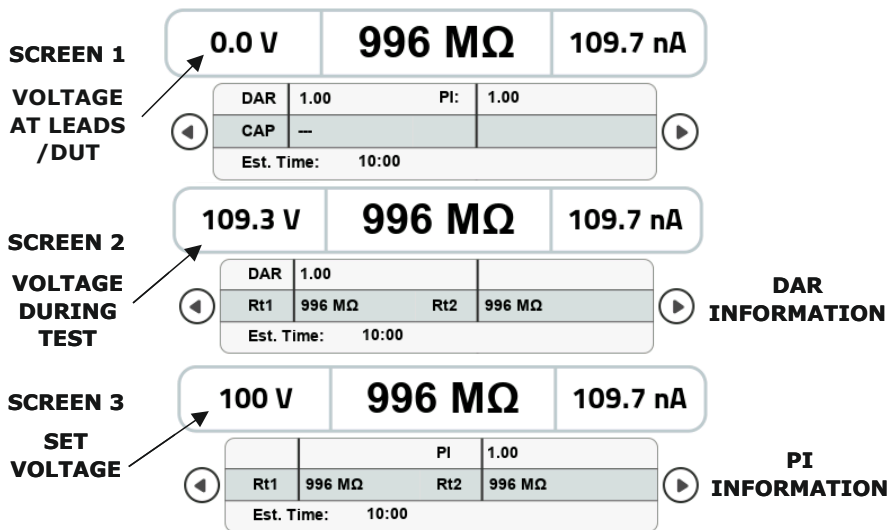 0.0 V 996 MΩ 109.7 nA
SCREEN 1
VOLTAGE
AT LEADS
/DUT
DAR 1.00 PI: 1.00
CAP ---
Est. Time: 10:00
109.3 V 996 MΩ 109.7 nA
SCREEN 2
VOLTAGE
DURING
TEST
DAR 1.00
Rt1 996 MΩ Rt2 996 MΩ
Est. Time: 10:00
DAR
INFORMATION
100 V 996 MΩ 109.7 nA
SCREEN 3
SET
VOLTAGE
PI 1.00
Rt1 996 MΩ Rt2 996 MΩ
Est. Time: 10:00
PI
INFORMATION